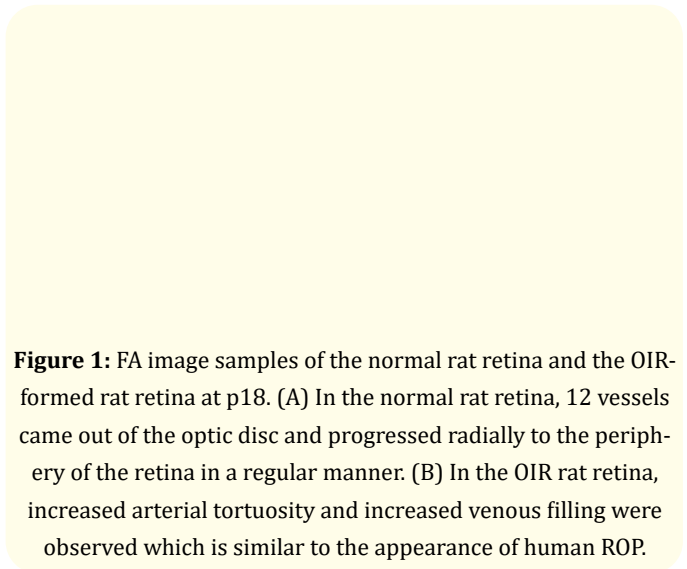 Figure 1: FA image samples of the normal rat retina and the OIR-
formed rat retina at p18. (A) In the normal rat retina, 12 vessels
came out of the optic disc and progressed radially to the periph-
ery of the retina in a regular manner. (B) In the OIR rat retina,
increased arterial tortuosity and increased venous filling were
observed which is similar to the appearance of human ROP.